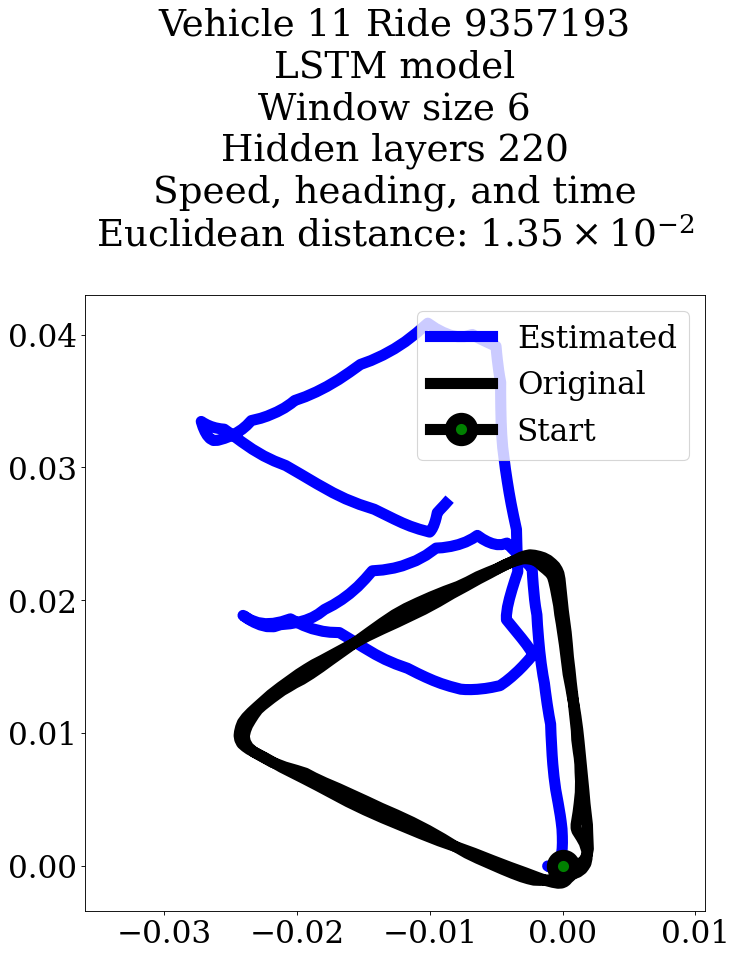 Vehicle 11 Ride 9357193
LSTM model
Window size 6
Hidden layers 220
Speed, heading, and time
Euclidean distance: 1.35 × 10⁻²
Estimated
Original
Start
0.04
0.03
0.02
0.01
0.00
−0.03 −0.02 −0.01 0.00 0.01